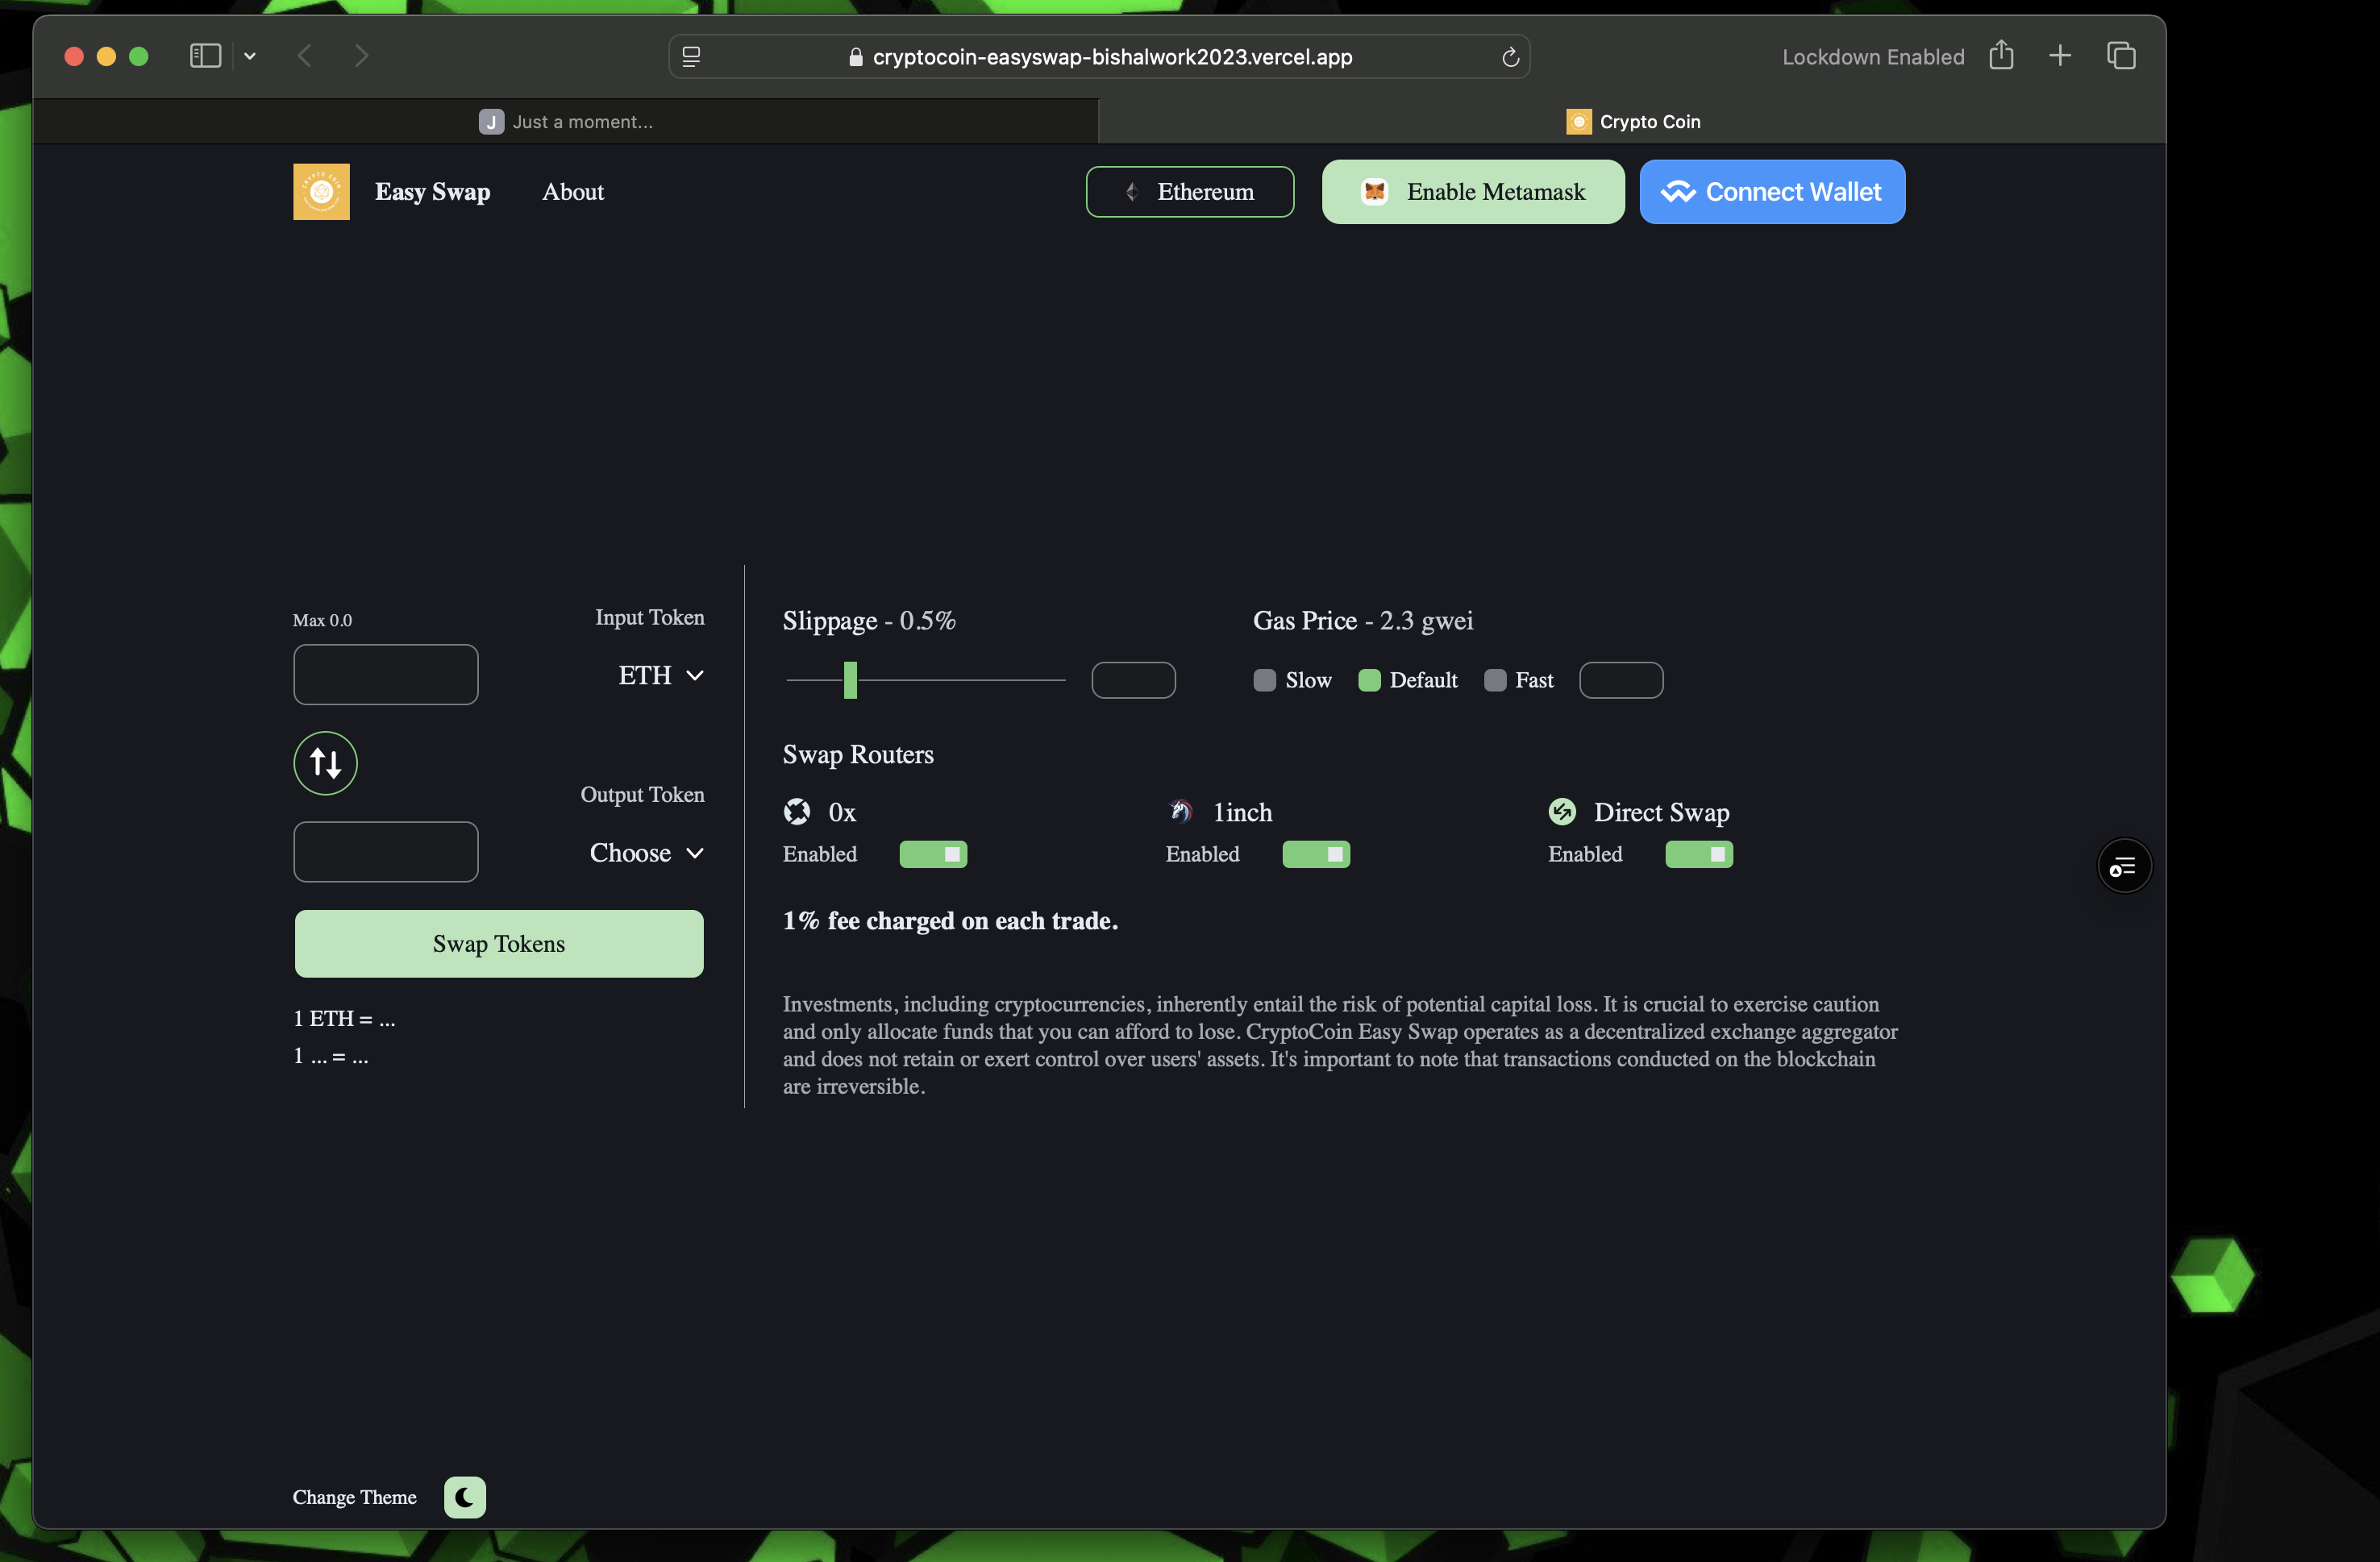 cryptocoin-easyswap-bishalwork2023.vercel.app
Lockdown Enabled
J Just a moment...
Crypto Coin
Easy Swap
About
Ethereum
Enable Metamask
Connect Wallet
Max 0.0
Input Token
ETH
Output Token
Choose
Swap Tokens
1 ETH = ...
1 ... = ...
Slippage - 0.5%
Gas Price - 2.3 gwei
Slow
Default
Fast
Swap Routers
0x
Enabled
1inch
Enabled
Direct Swap
Enabled
1% fee charged on each trade.
Investments, including cryptocurrencies, inherently entail the risk of potential capital loss. It is crucial to exercise caution
and only allocate funds that you can afford to lose. CryptoCoin Easy Swap operates as a decentralized exchange aggregator
and does not retain or exert control over users' assets. It's important to note that transactions conducted on the blockchain
are irreversible.
Change Theme